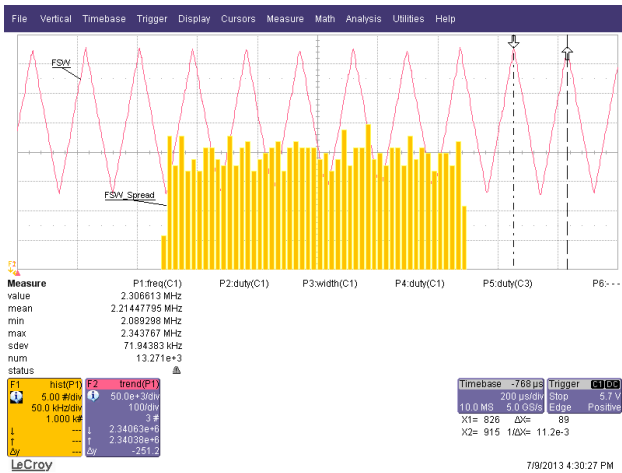 File Vertical Timebase Trigger Display Cursors Measure Math Analysis Utilities Help
FSW
FSW_Spread
F2
Measure P1:freq(C1) P2:duty(C1) P3:width(C1) P4:duty(C1) P5:duty(C3) P6:- - -
value 2.306613 MHz
mean 2.21447795 MHz
min 2.089298 MHz
max 2.343767 MHz
sdev 71.94383 kHz
num 13.271e+3
status
F1 hist(P1)
5.00 #/div
50.0 kHz/div
1.000 k#
↓ ---
↑ ---
Δy ---
F2 trend(P1)
50.0e+3/div
100/div
3 #
↓ 2.34063e+6
↑ 2.34038e+6
Δy -251.2
Timebase -768 µs
200 µs/div
10.0 MS 5.0 GS/s
Trigger C1 DC
Stop 5.7 V
Edge Positive
X1= 826 ΔX= 89
X2= 915 1/ΔX= 11.2e-3
LeCroy
7/9/2013 4:30:27 PM